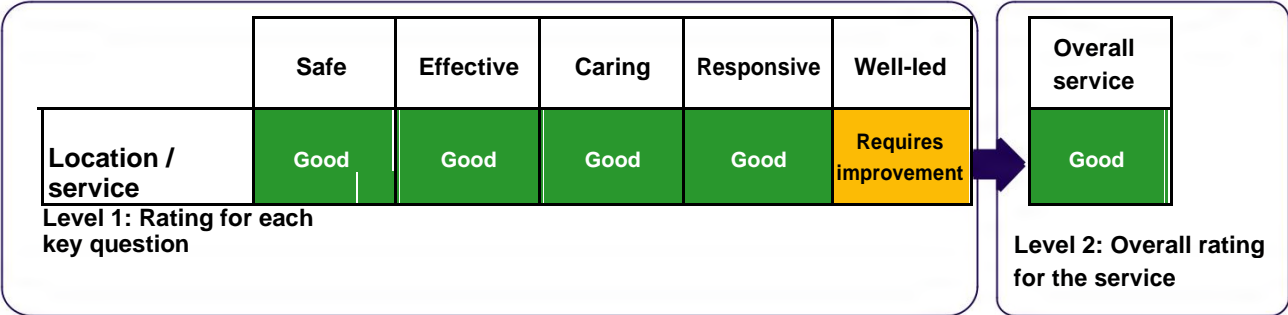 Safe Effective Caring Responsive Well-led
Overall
service
Location /
service
Good Good Good Good
Requires
improvement
Good
Level 1: Rating for each
key question
Level 2: Overall rating
for the service